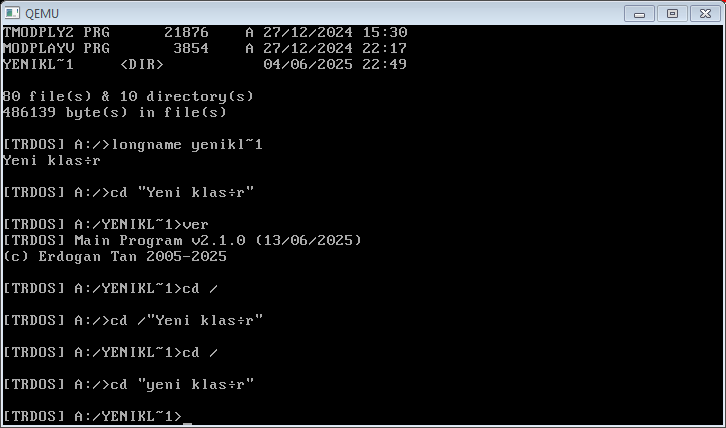 QEMU
TMODPLY2 PRG 21876 A 27/12/2024 15:30
MODPLAYV PRG 3854 A 27/12/2024 22:17
YENIKL~1 <DIR> 04/06/2025 22:49
80 file(s) & 10 directory(s)
486139 byte(s) in file(s)
[TRDOS] A:/>longname yenikl~1
Yeni klas÷r
[TRDOS] A:/>cd "Yeni klas÷r"
[TRDOS] A:/YENIKL~1>ver
[TRDOS] Main Program v2.1.0 (13/06/2025)
(c) Erdogan Tan 2005-2025
[TRDOS] A:/YENIKL~1>cd /
[TRDOS] A:/>cd /"Yeni klas÷r"
[TRDOS] A:/YENIKL~1>cd /
[TRDOS] A:/>cd "yeni klas÷r"
[TRDOS] A:/YENIKL~1>_